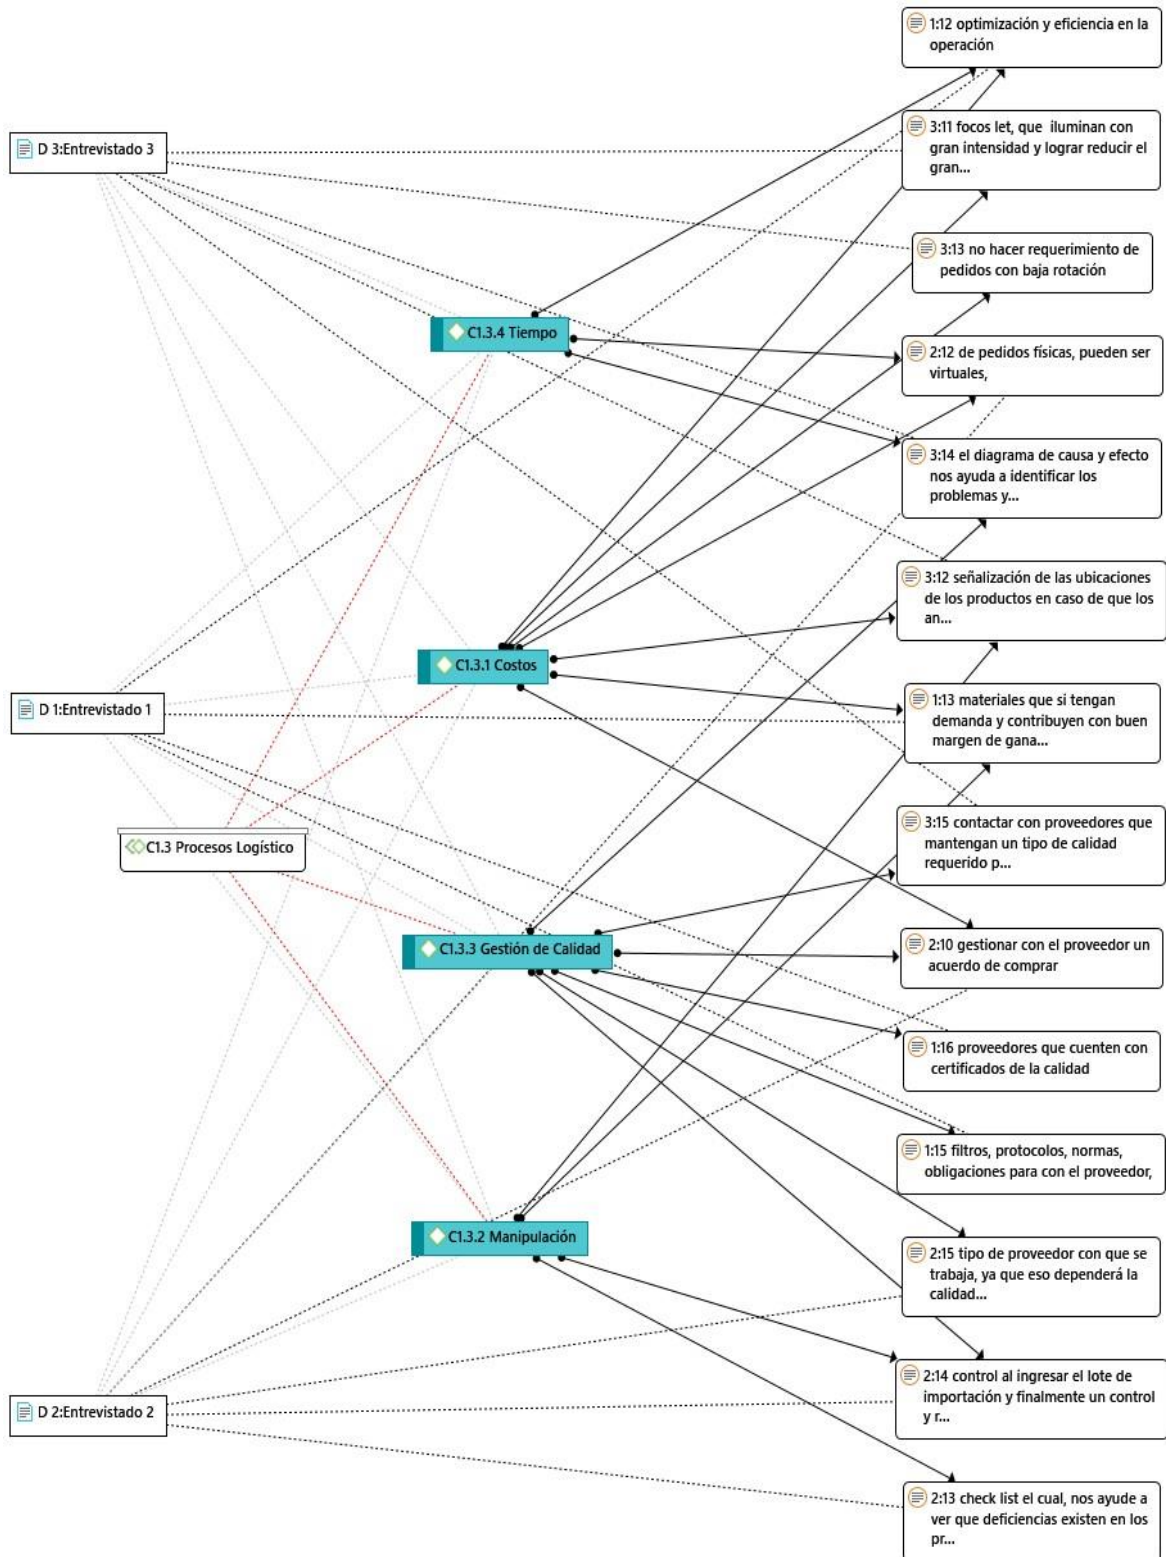 1:12 optimización y eficiencia en la
operación
3:11 focos let, que iluminan con
gran intensidad y lograr reducir el
gran...
D 3:Entrevistado 3
3:13 no hacer requerimiento de
pedidos con baja rotación
C1.3.4 Tiempo
2:12 de pedidos físicas, pueden ser
virtuales,
3:14 el diagrama de causa y efecto
nos ayuda a identificar los
problemas y...
3:12 señalización de las ubicaciones
de los productos en caso de que los
an...
C1.3.1 Costos
D 1:Entrevistado 1
1:13 materiales que si tengan
demanda y contribuyen con buen
margen de gana...
C1.3 Procesos Logístico
3:15 contactar con proveedores que
mantengan un tipo de calidad
requerido p...
C1.3.3 Gestión de Calidad
2:10 gestionar con el proveedor un
acuerdo de comprar
1:16 proveedores que cuenten con
certificados de la calidad
1:15 filtros, protocolos, normas,
obligaciones para con el proveedor,
C1.3.2 Manipulación
2:15 tipo de proveedor con que se
trabaja, ya que eso dependerá la
calidad...
D 2:Entrevistado 2
2:14 control al ingresar el lote de
importación y finalmente un control
y r...
2:13 check list el cual, nos ayude a
ver que deficiencias existen en los
pr...